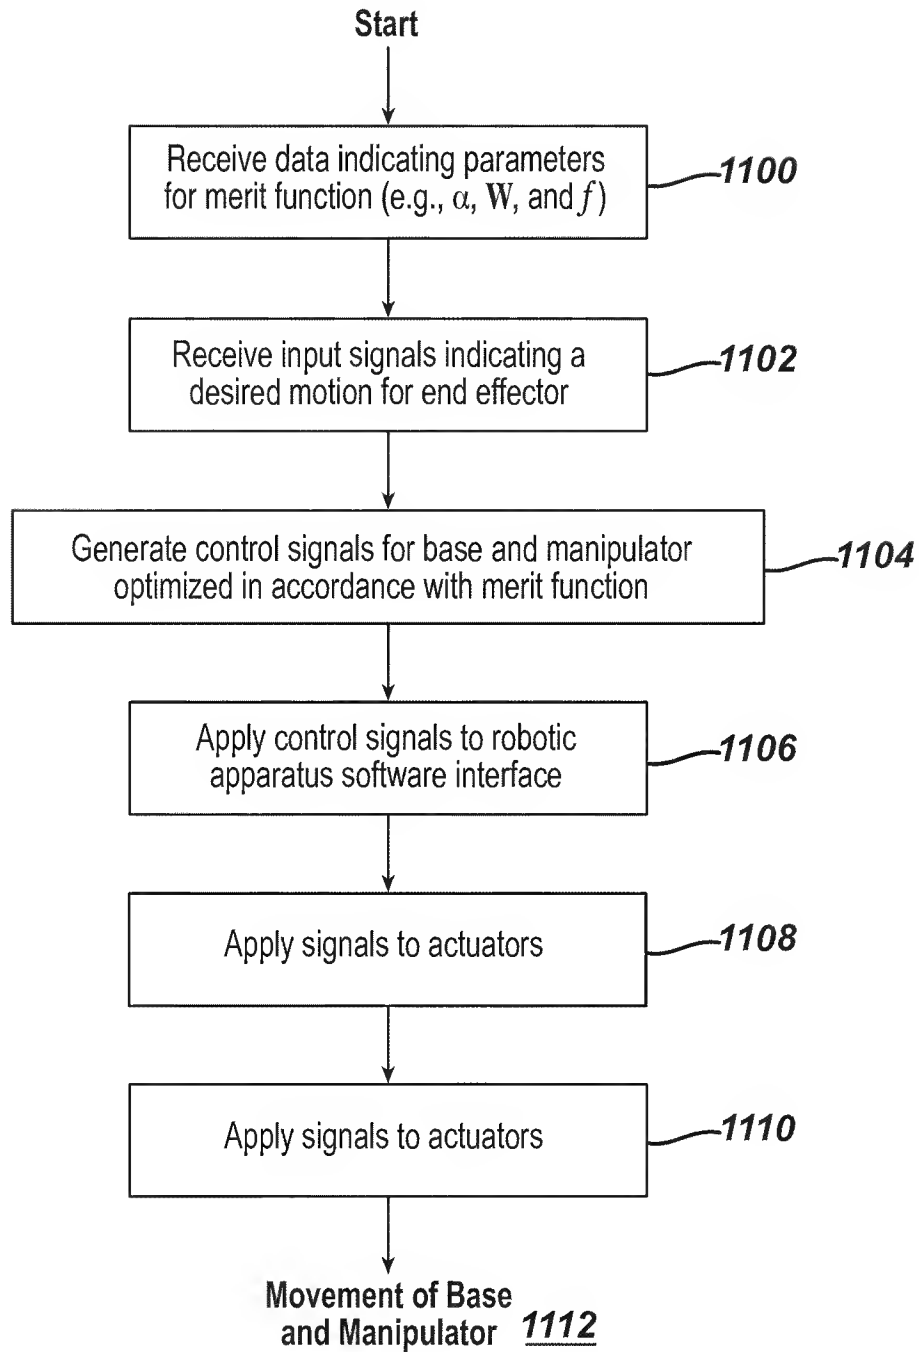 Start
Receive data indicating parameters
for merit function (e.g., α, W, and f)
1100
Receive input signals indicating a
desired motion for end effector
1102
Generate control signals for base and manipulator
optimized in accordance with merit function
1104
Apply control signals to robotic
apparatus software interface
1106
Apply signals to actuators
1108
Apply signals to actuators
1110
Movement of Base
and Manipulator 1112